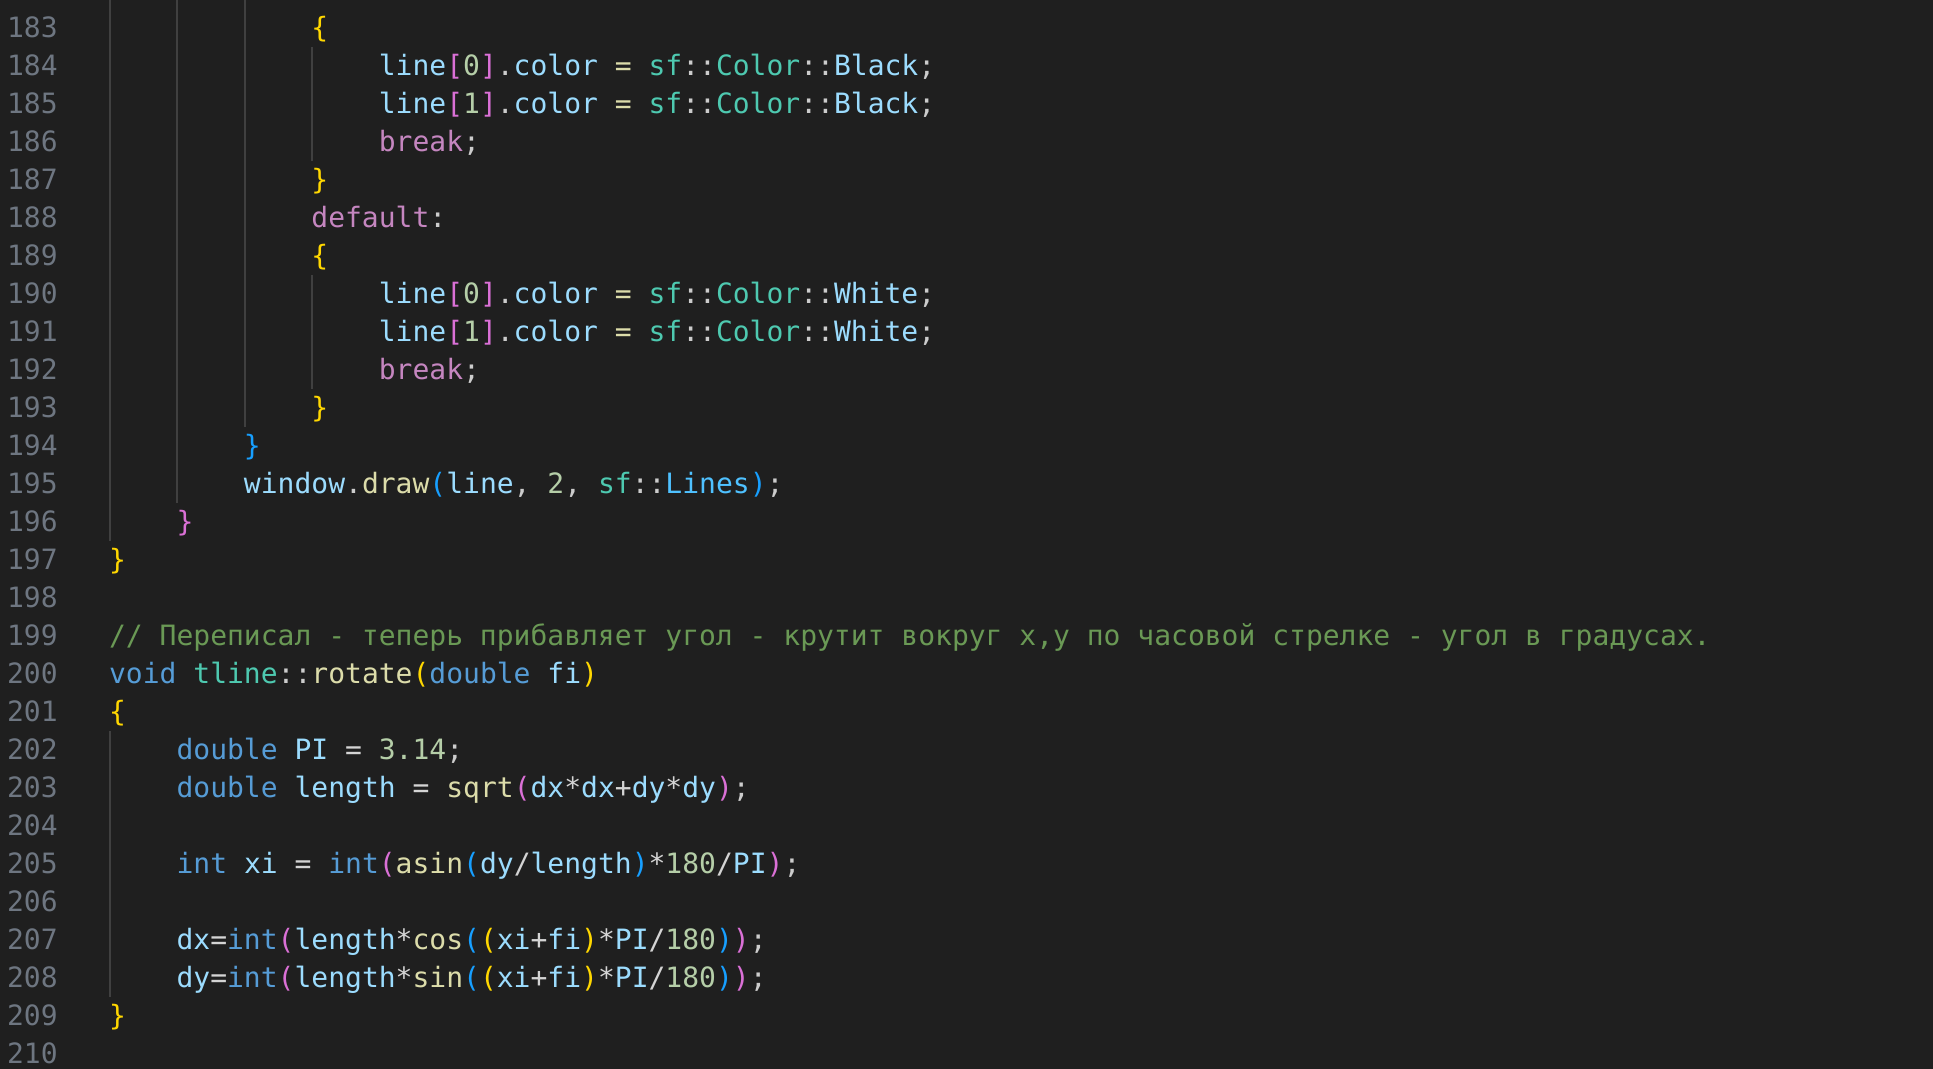 183 {
184 line[0].color = sf::Color::Black;
185 line[1].color = sf::Color::Black;
186 break;
187 }
188 default:
189 {
190 line[0].color = sf::Color::White;
191 line[1].color = sf::Color::White;
192 break;
193 }
194 }
195 window.draw(line, 2, sf::Lines);
196 }
197 }
198
199 // Переписал - теперь прибавляет угол - крутит вокруг x,y по часовой стрелке - угол в градусах.
200 void tline::rotate(double fi)
201 {
202 double PI = 3.14;
203 double length = sqrt(dx*dx+dy*dy);
204
205 int xi = int(asin(dy/length)*180/PI);
206
207 dx=int(length*cos((xi+fi)*PI/180));
208 dy=int(length*sin((xi+fi)*PI/180));
209 }
210